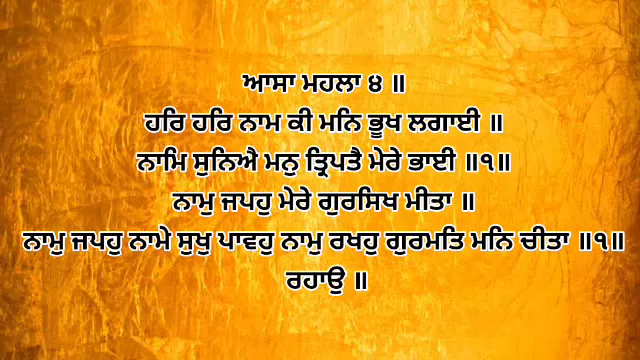 ਆਸਾ ਮਹਲਾ ੪ ॥
ਹਰਿ ਹਰਿ ਨਾਮ ਕੀ ਮਨਿ ਭੂਖ ਲਗਾਈ ॥
ਨਾਮਿ ਸੁਨਿਐ ਮਨੁ ਤ੍ਰਿਪਤੈ ਮੇਰੇ ਭਾਈ ॥੧॥
ਨਾਮੁ ਜਪਹੁ ਮੇਰੇ ਗੁਰਸਿਖ ਮੀਤਾ ॥
ਨਾਮੁ ਜਪਹੁ ਨਾਮੇ ਸੁਖੁ ਪਾਵਹੁ ਨਾਮੁ ਰਖਹੁ ਗੁਰਮਤਿ ਮਨਿ ਚੀਤਾ ॥੧॥
ਰਹਾਉ ॥